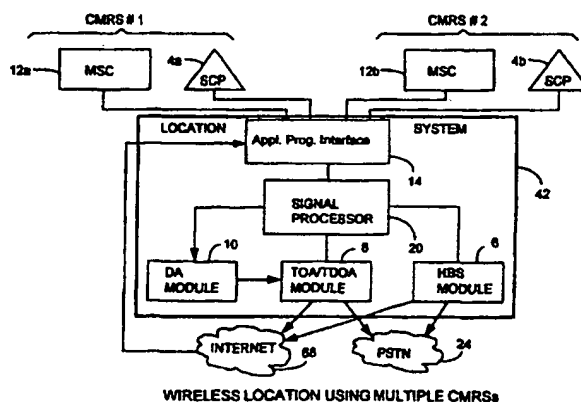 CMRS # 1
CMRS # 2
12a
MSC
4a
SCP
12b
MSC
4b
SCP
LOCATION
SYSTEM
Appl. Prog. Interface
14
42
SIGNAL
PROCESSOR
20
10
8
6
DA
MODULE
TOA/TDOA
MODULE
HBS
MODULE
INTERNET
68
PSTN
24
WIRELESS LOCATION USING MULTIPLE CMRSs